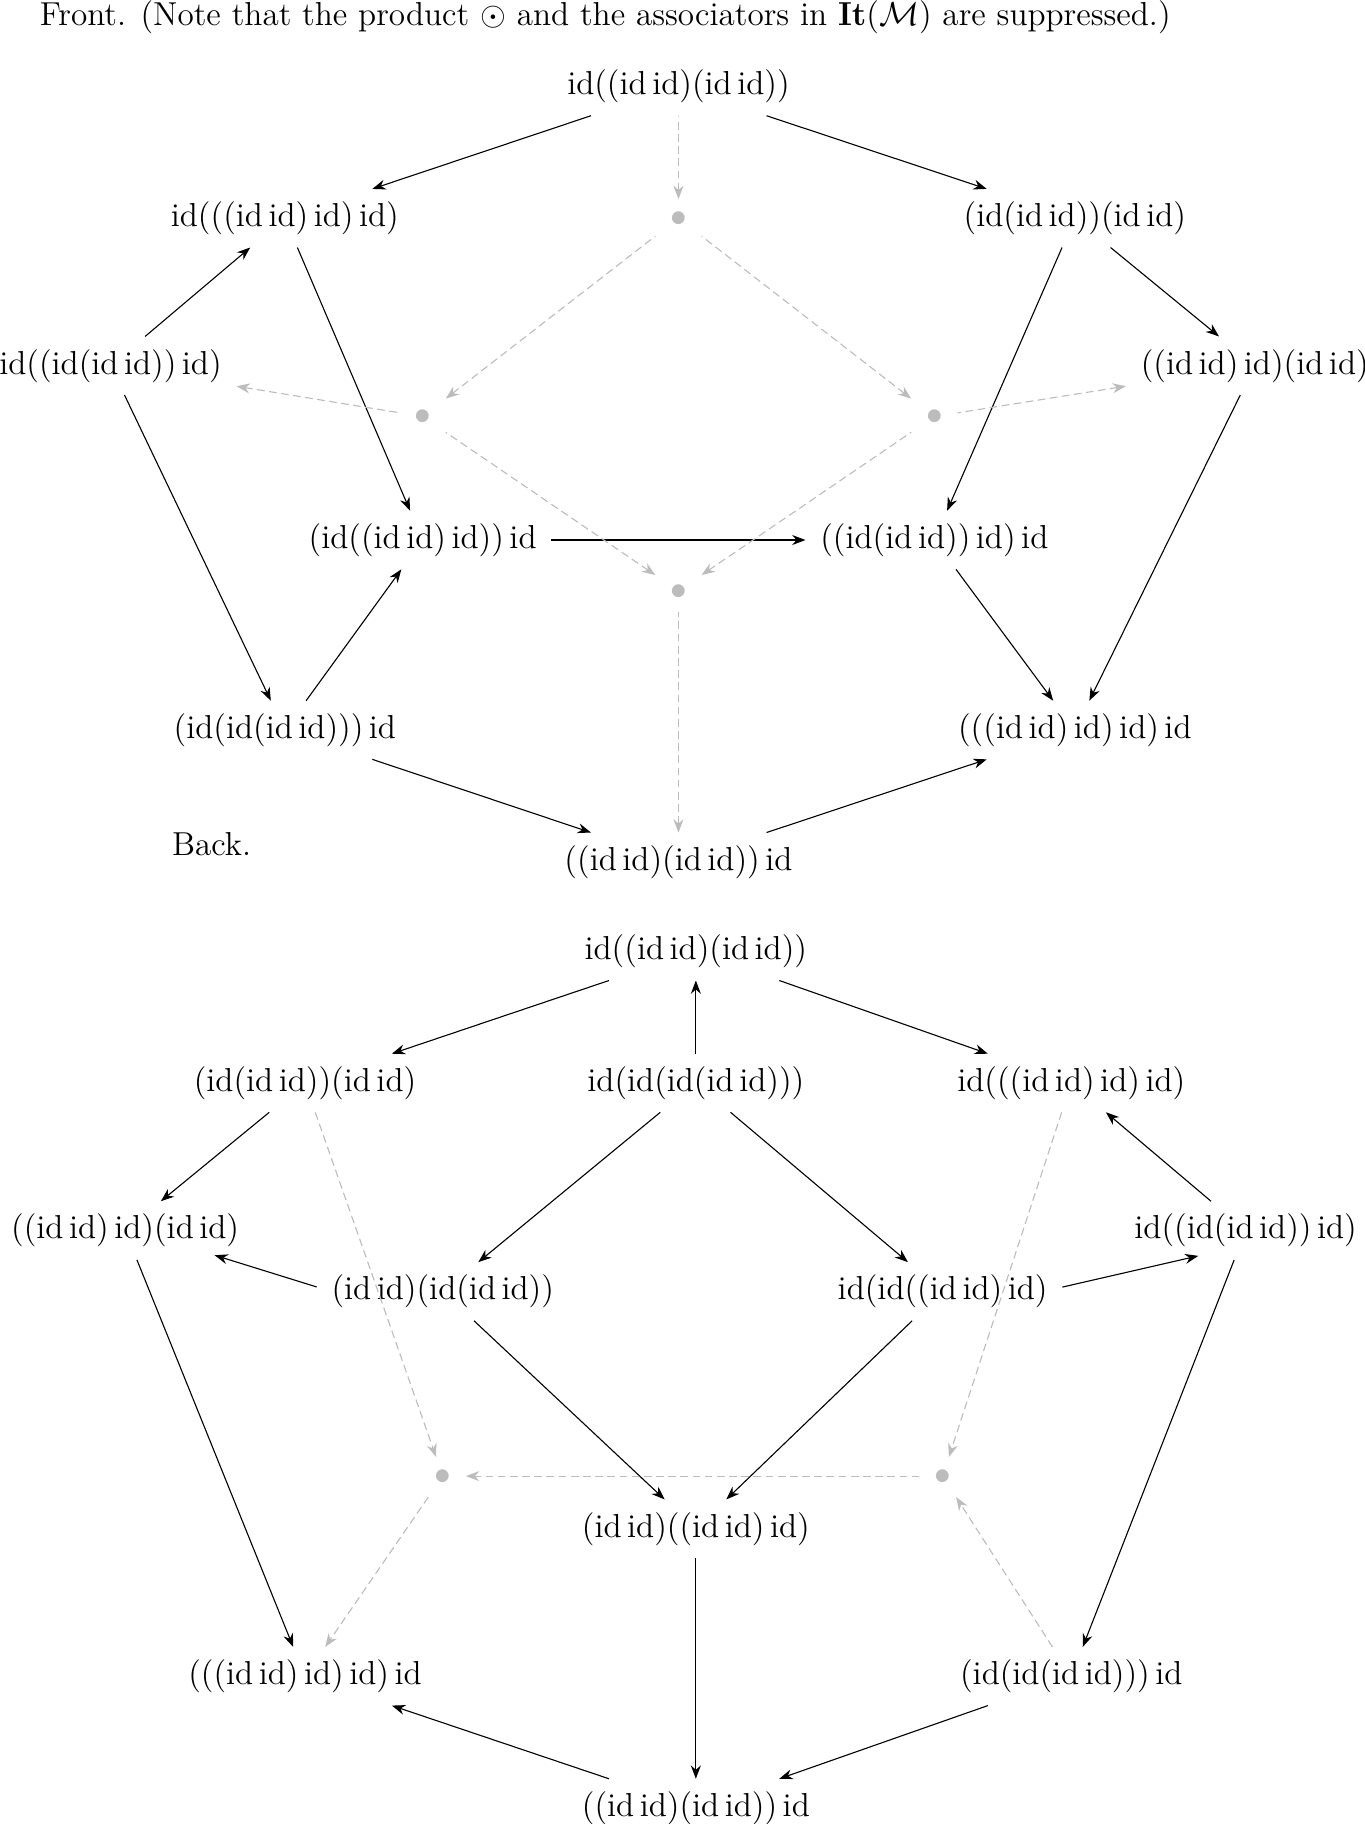 Front. (Note that the product ⊙ and the associators in It(ℳ) are suppressed.)
id((id id)(id id))
id(((id id) id) id) (id(id id))(id id)
id((id(id id)) id) ((id id) id)(id id)
(id((id id) id)) id ((id(id id)) id) id
(id(id(id id))) id (((id id) id) id) id
Back.
((id id)(id id)) id
id((id id)(id id))
(id(id id))(id id) id(id(id(id id))) id(((id id) id) id)
((id id) id)(id id) id((id(id id)) id)
(id id)(id(id id)) id(id((id id) id)
(id id)((id id) id)
(((id id) id) id) id (id(id(id id))) id
((id id)(id id)) id